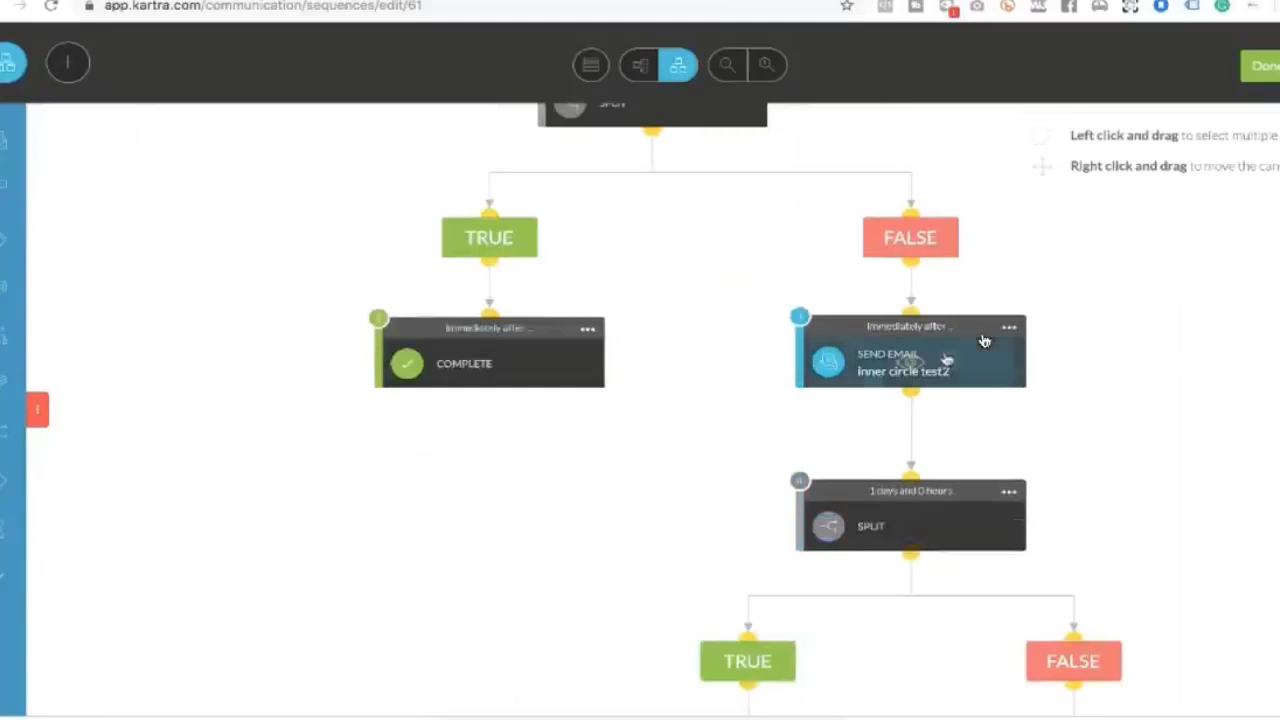 app.kartra.com/communication/sequences/edit/61
Done
SPLIT
Left click and drag to select multiple
Right click and drag to move the can
TRUE
FALSE
Immediately after ...
COMPLETE
Immediately after ...
SEND EMAIL
inner circle test2
1 days and 0 hours
SPLIT
TRUE
FALSE